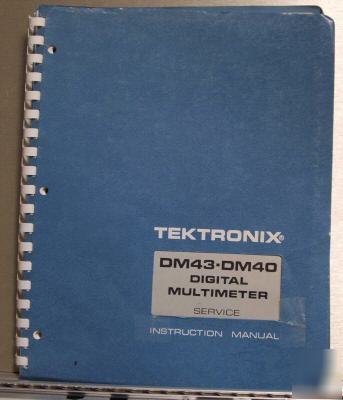 TEKTRONIX®
DM43•DM40
DIGITAL
MULTIMETER
SERVICE
INSTRUCTION MANUAL